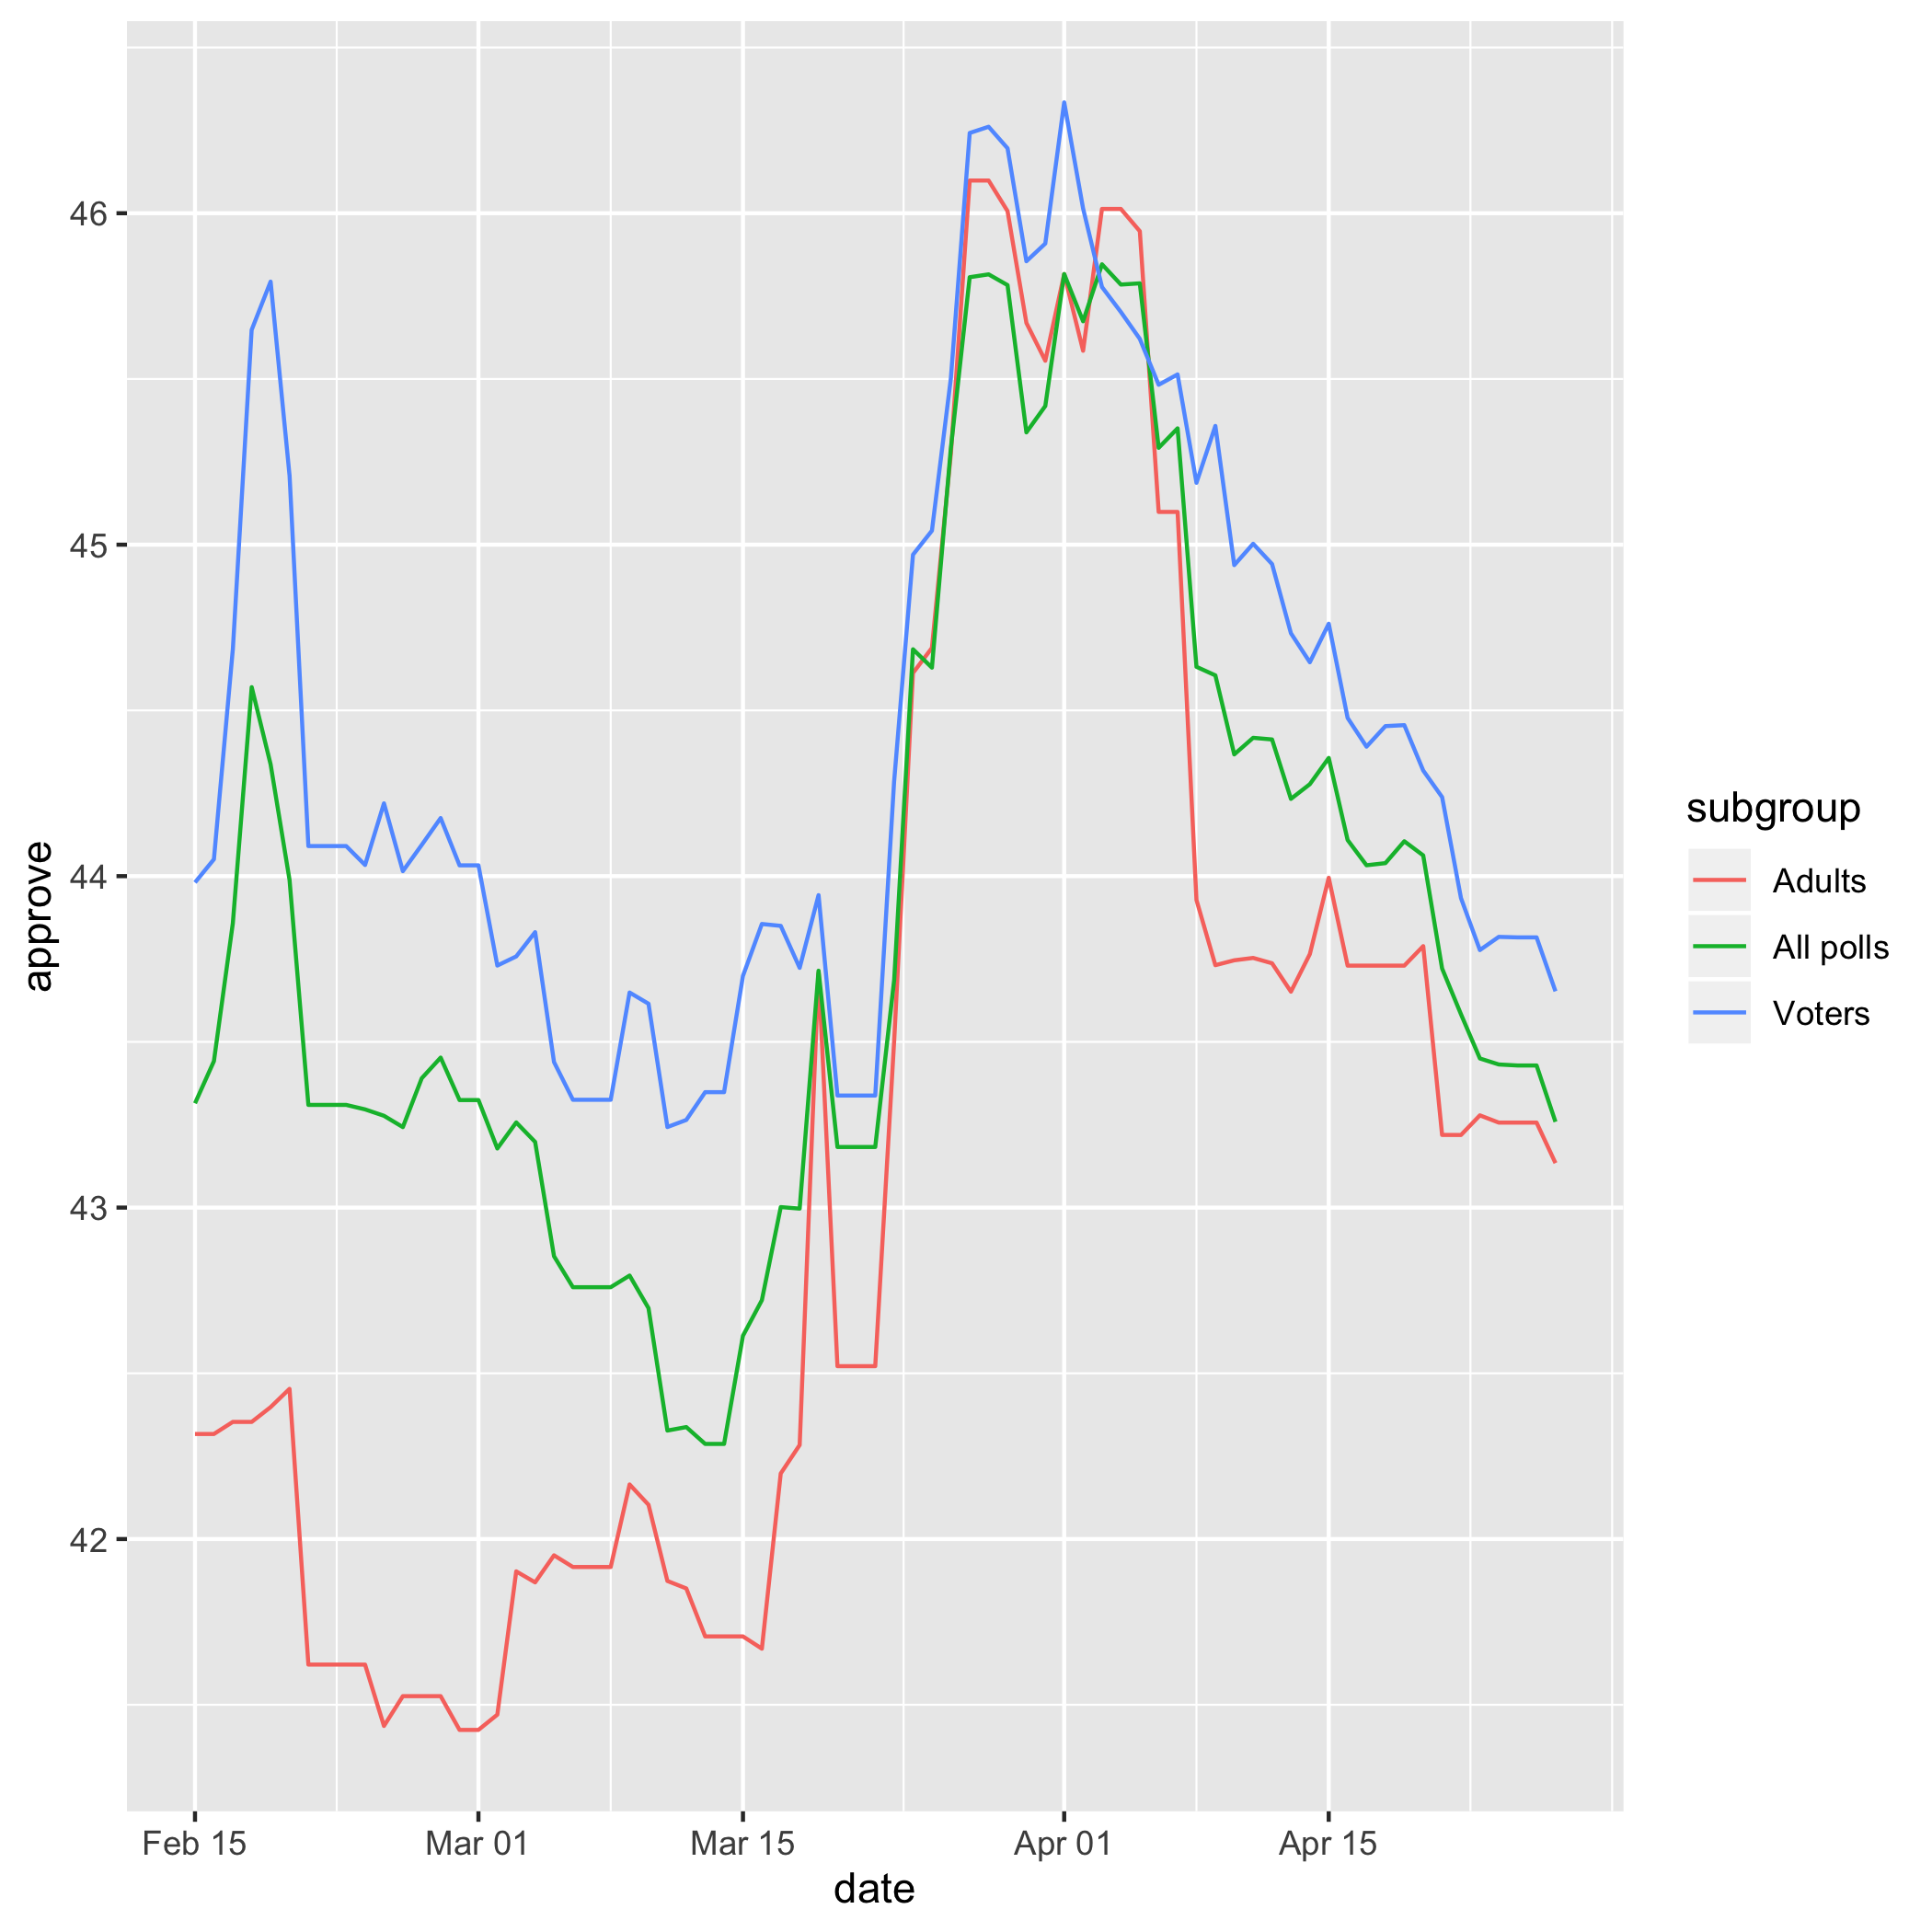 approve
46
45
44
43
42
Feb 15
Mar 01
Mar 15
Apr 01
Apr 15
date
subgroup
Adults
All polls
Voters